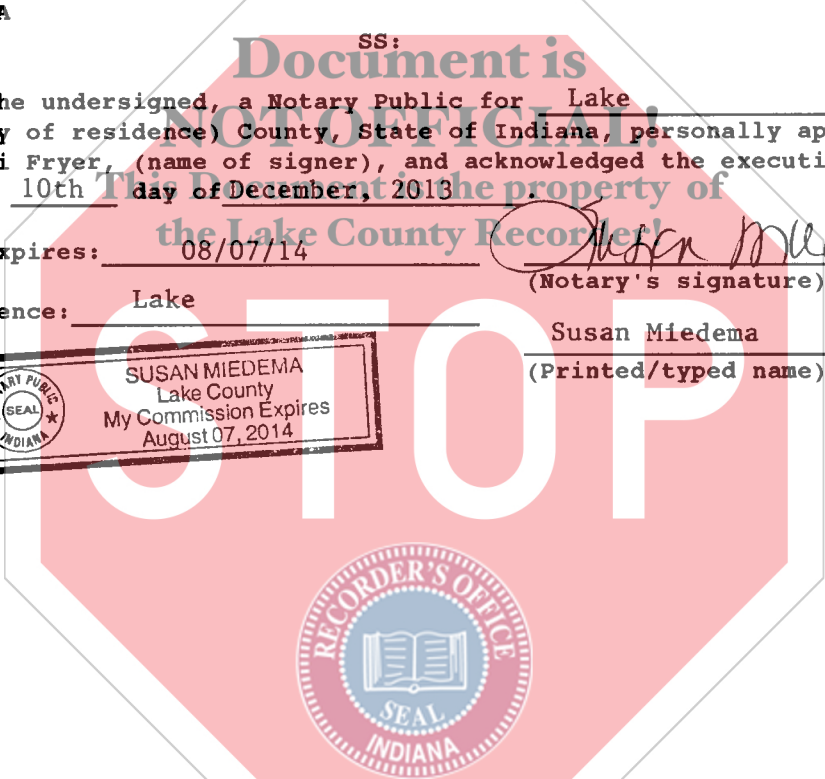 A
SS:
Document is
NOT OFFICIAL!
This Document is the property of
the Lake County Recorder!
he undersigned, a Notary Public for Lake
y of residence) County, State of Indiana, personally ap
i Fryer, (name of signer), and acknowledged the executi
10th day of December, 2013 .
xpires: 08/07/14
(Notary's signature)
ence: Lake
Susan Miedema
(Printed/typed name)
ARY PUBLIC
SEAL
INDIANA
SUSAN MIEDEMA
Lake County
My Commission Expires
August 07, 2014
STOP
RECORDER'S OFFICE
SEAL
INDIANA